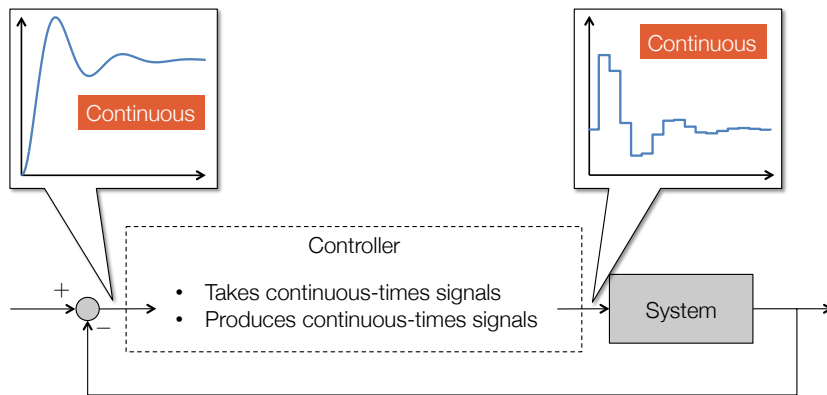 Continuous
Continuous
Controller
• Takes continuous-times signals
• Produces continuous-times signals
+
−
System